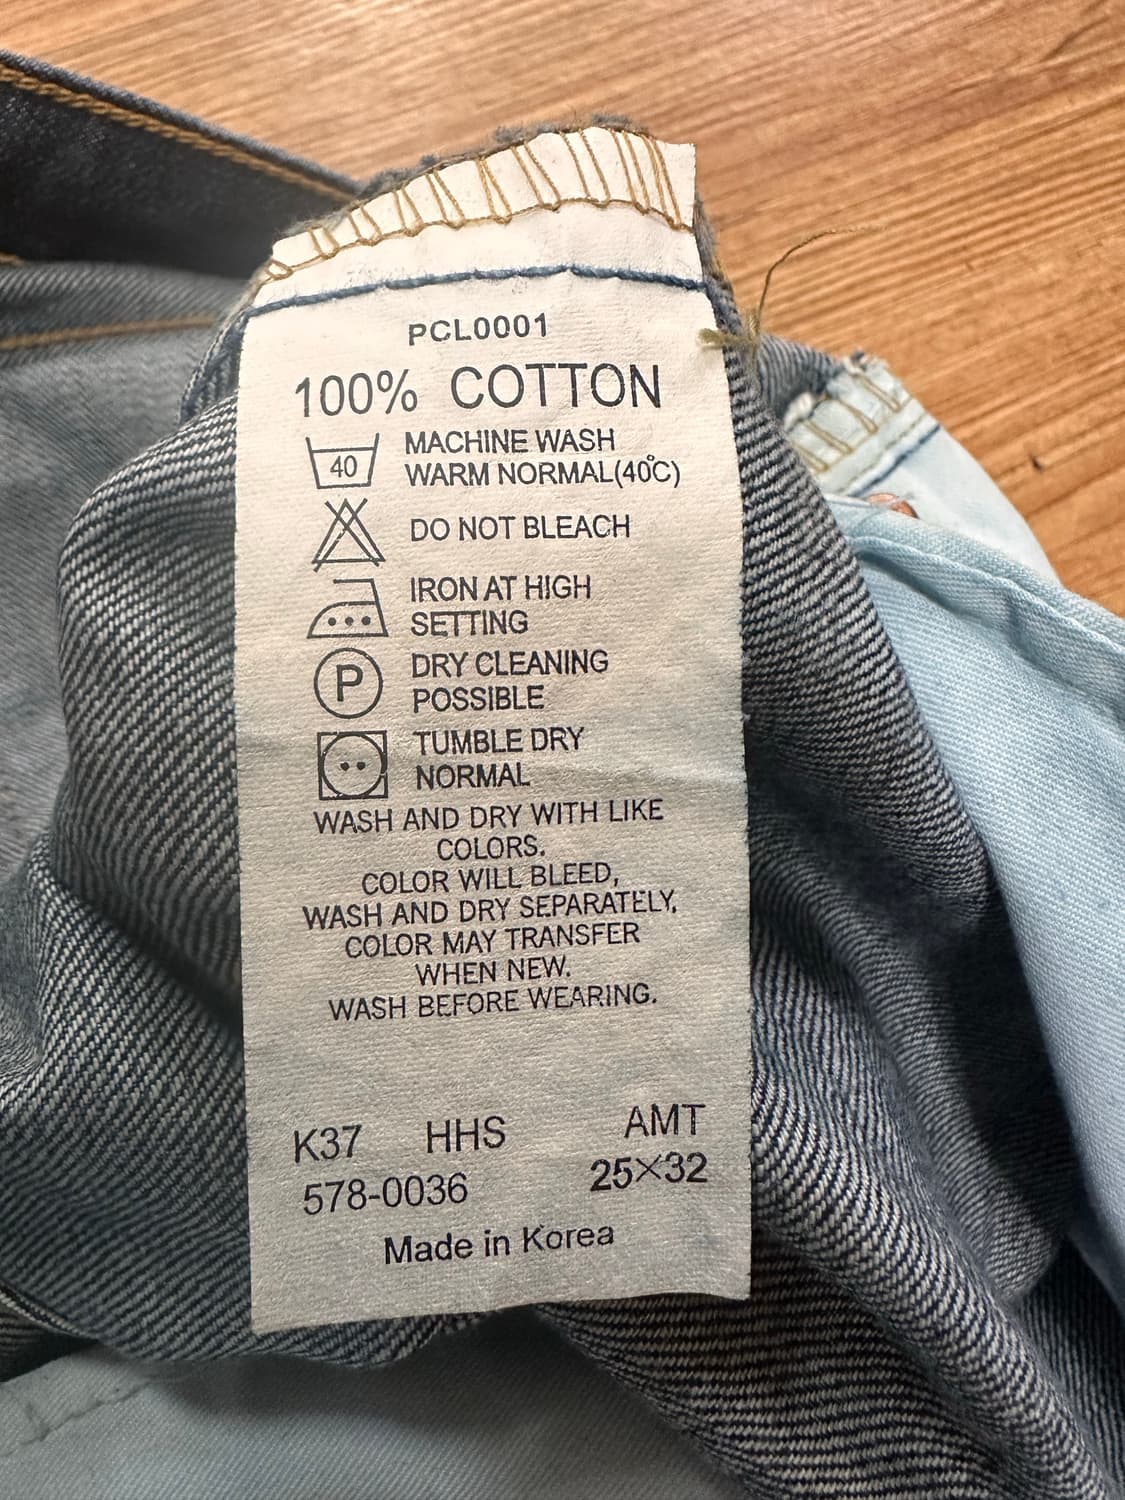 PCL0001
100% COTTON
40
MACHINE WASH
WARM NORMAL(40℃)
DO NOT BLEACH
IRON AT HIGH
SETTING
P
DRY CLEANING
POSSIBLE
TUMBLE DRY
NORMAL
WASH AND DRY WITH LIKE
COLORS.
COLOR WILL BLEED,
WASH AND DRY SEPARATELY,
COLOR MAY TRANSFER
WHEN NEW.
WASH BEFORE WEARING.
K37 HHS AMT
578-0036 25×32
Made in Korea